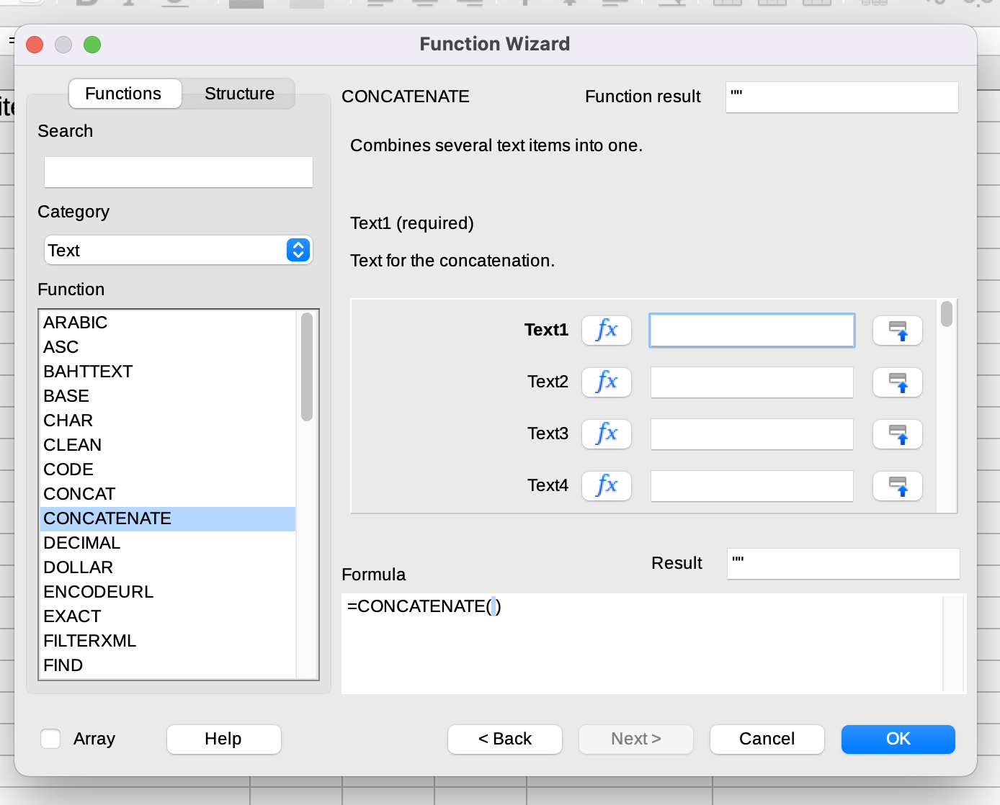 Function Wizard
Functions
Structure
Search
Category
Text
Function
ARABIC
ASC
BAHTTEXT
BASE
CHAR
CLEAN
CODE
CONCAT
CONCATENATE
DECIMAL
DOLLAR
ENCODEURL
EXACT
FILTERXML
FIND
CONCATENATE
Function result
""
Combines several text items into one.
Text1 (required)
Text for the concatenation.
Text1 fx
Text2 fx
Text3 fx
Text4 fx
Result
""
Formula
=CONCATENATE( )
Array
Help
< Back
Next >
Cancel
OK